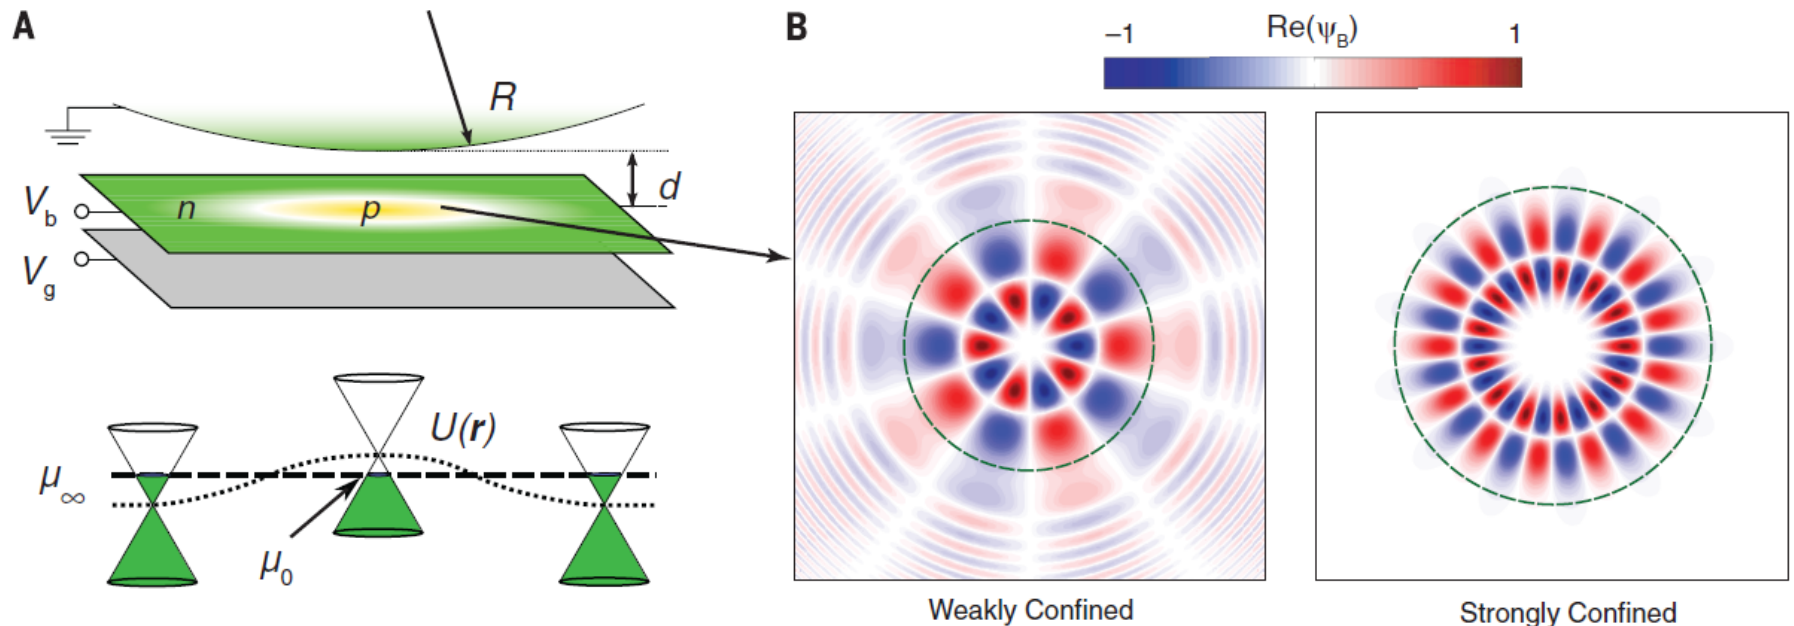 A
R
n
p
d
V_b
V_g
U(r)
μ_∞
μ_0
B
Re(ψ_B)
–1
1
Weakly Confined
Strongly Confined